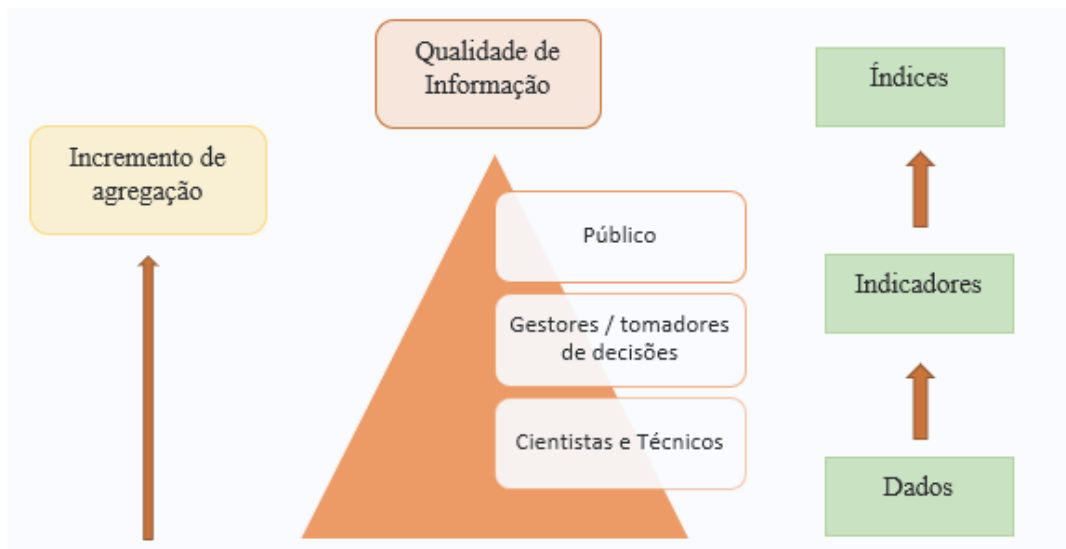 Qualidade de
Informação
Índices
Incremento de
agregação
Público
Indicadores
Gestores / tomadores
de decisões
Cientistas e Técnicos
Dados